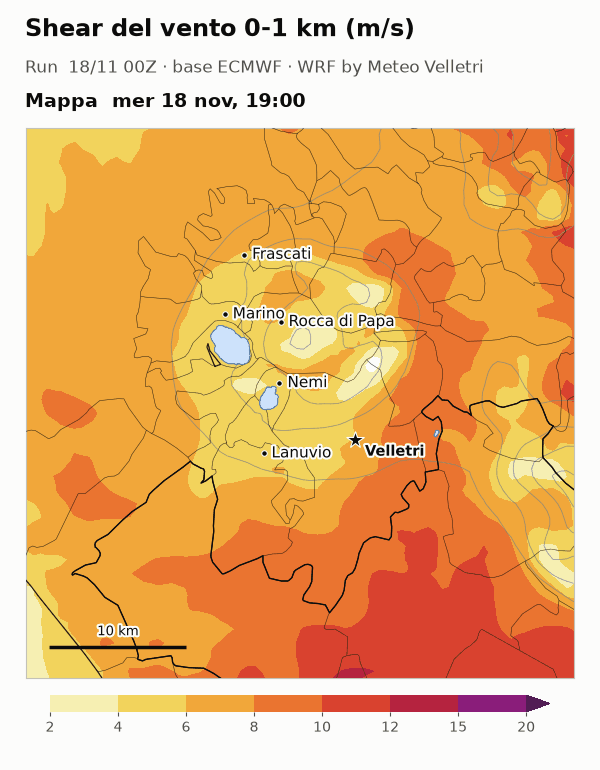 Shear del vento 0-1 km (m/s)
Run  18/11 00Z · base ECMWF · WRF by Meteo Velletri
Mappa  mer 18 nov, 19:00
Frascati
Marino
Rocca di Papa
Nemi
Velletri
Lanuvio
10 km
2 4 6 8 10 12 15 20